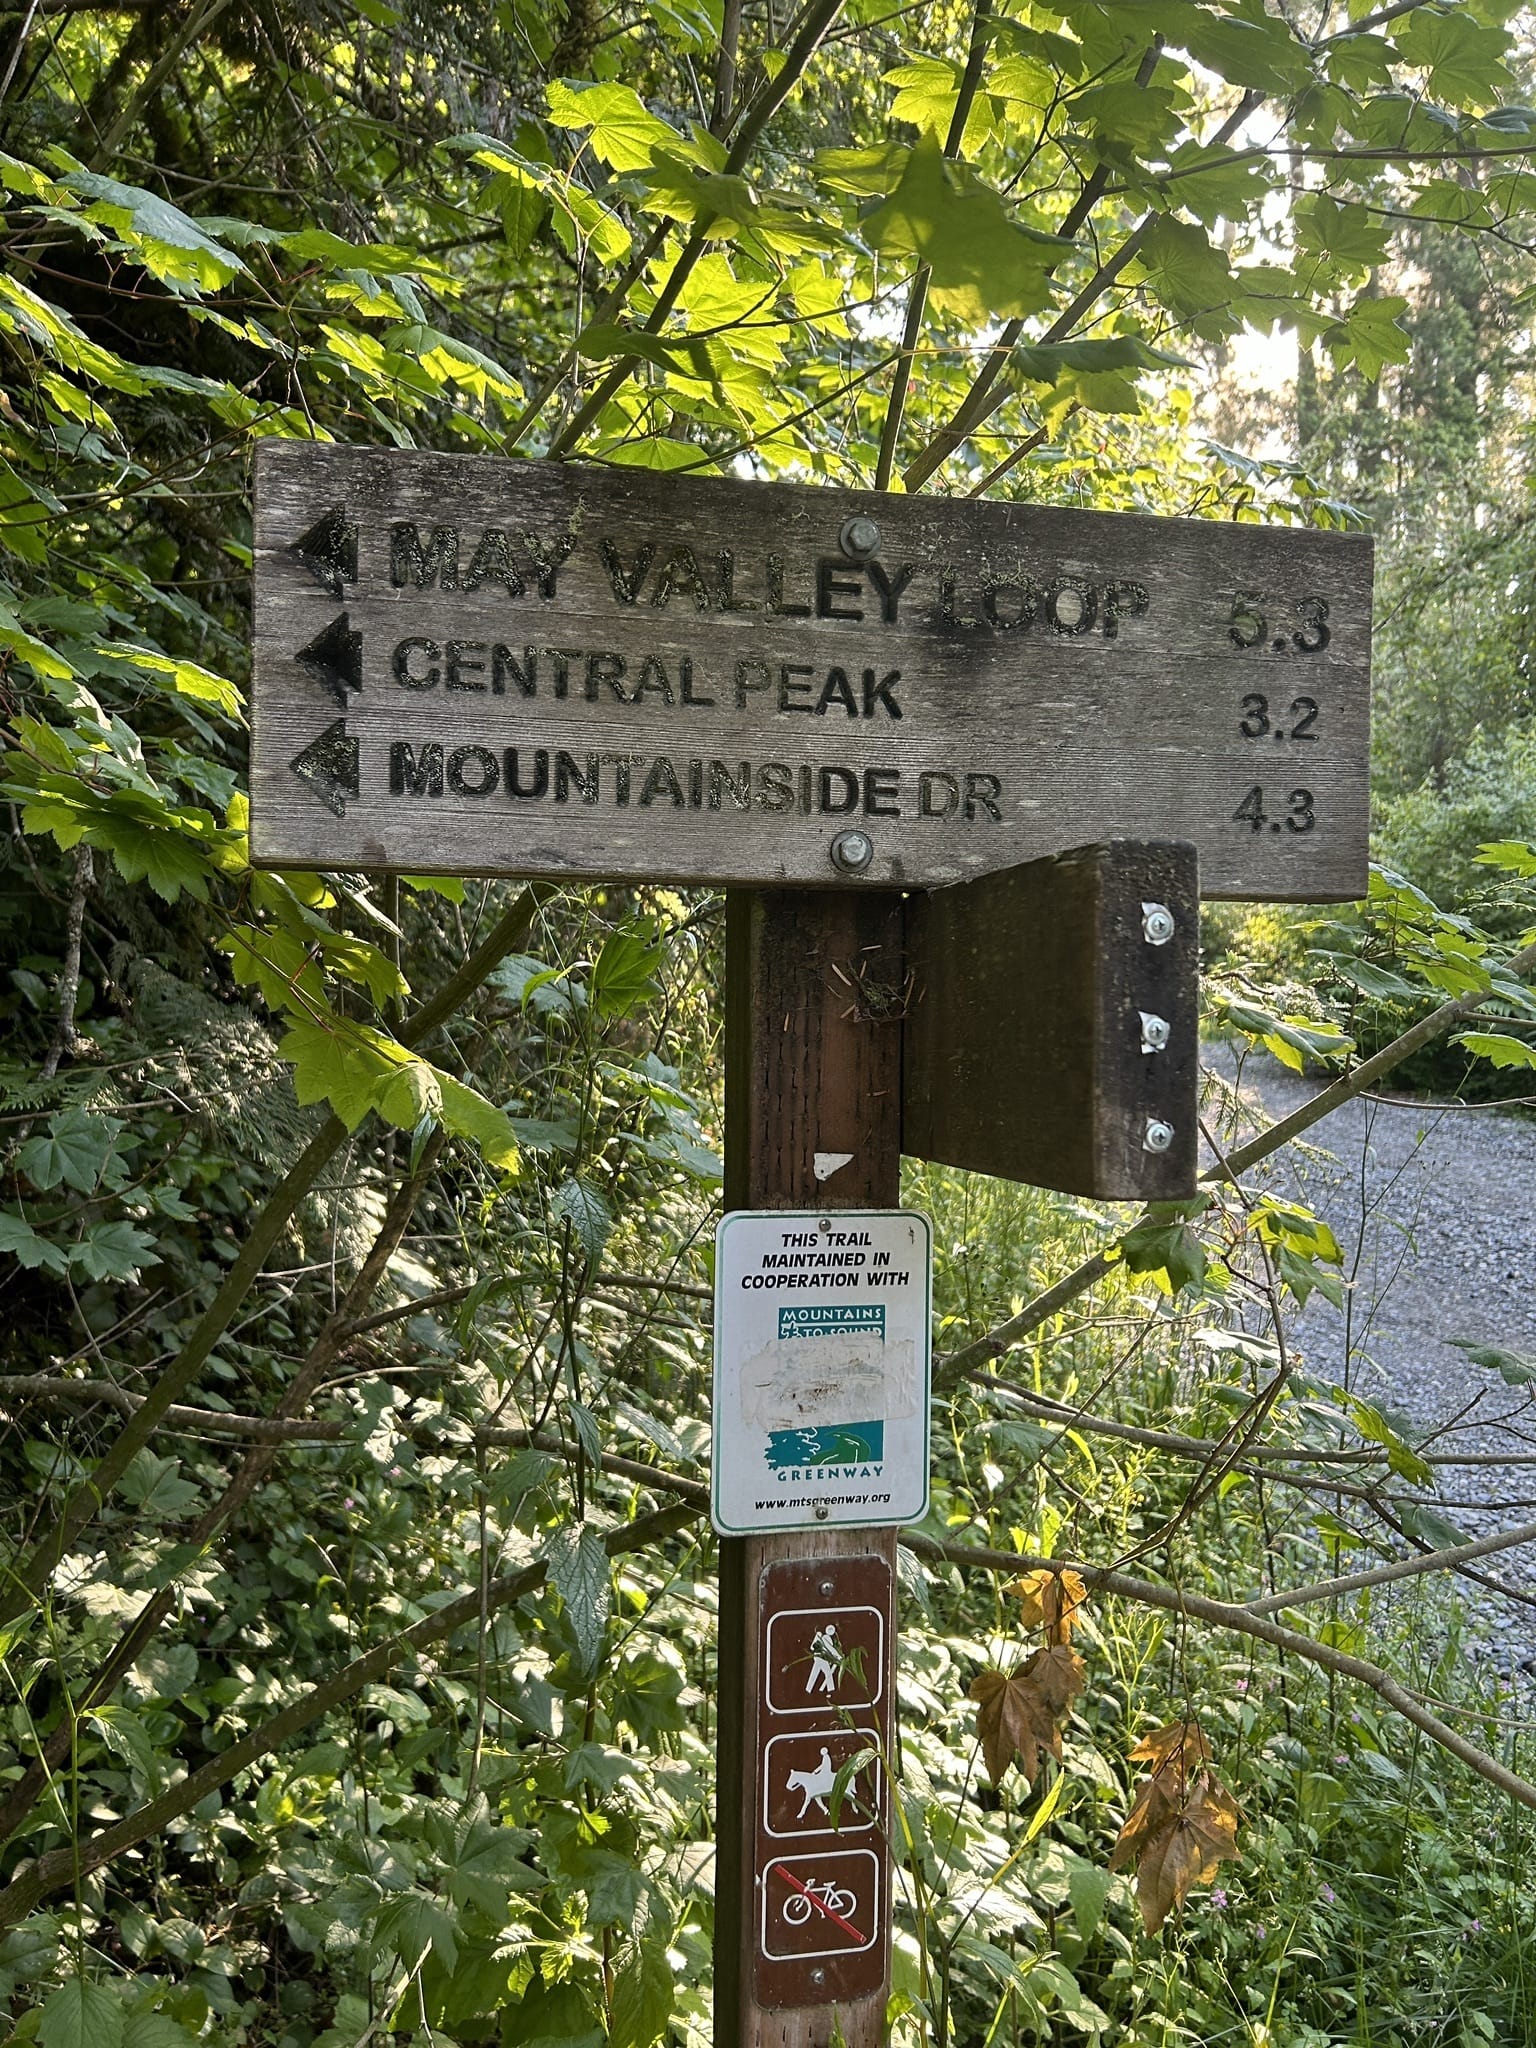 MAY VALLEY LOOP 5.3
CENTRAL PEAK 3.2
MOUNTAINSIDE DR 4.3
THIS TRAIL
MAINTAINED IN
COOPERATION WITH
MOUNTAINS
TO SOUND
GREENWAY
www.mtsgreenway.org